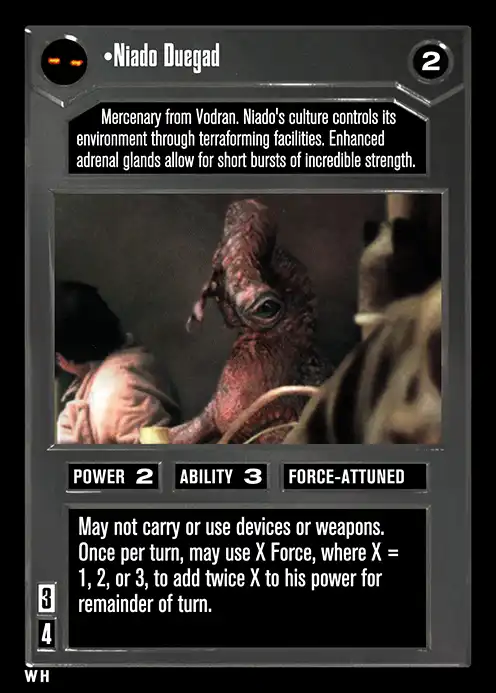 •Niado Duegad
2
Mercenary from Vodran. Niado's culture controls its
environment through terraforming facilities. Enhanced
adrenal glands allow for short bursts of incredible strength.
POWER 2 ABILITY 3 FORCE-ATTUNED
May not carry or use devices or weapons.
Once per turn, may use X Force, where X =
1, 2, or 3, to add twice X to his power for
remainder of turn.
3
4
WH